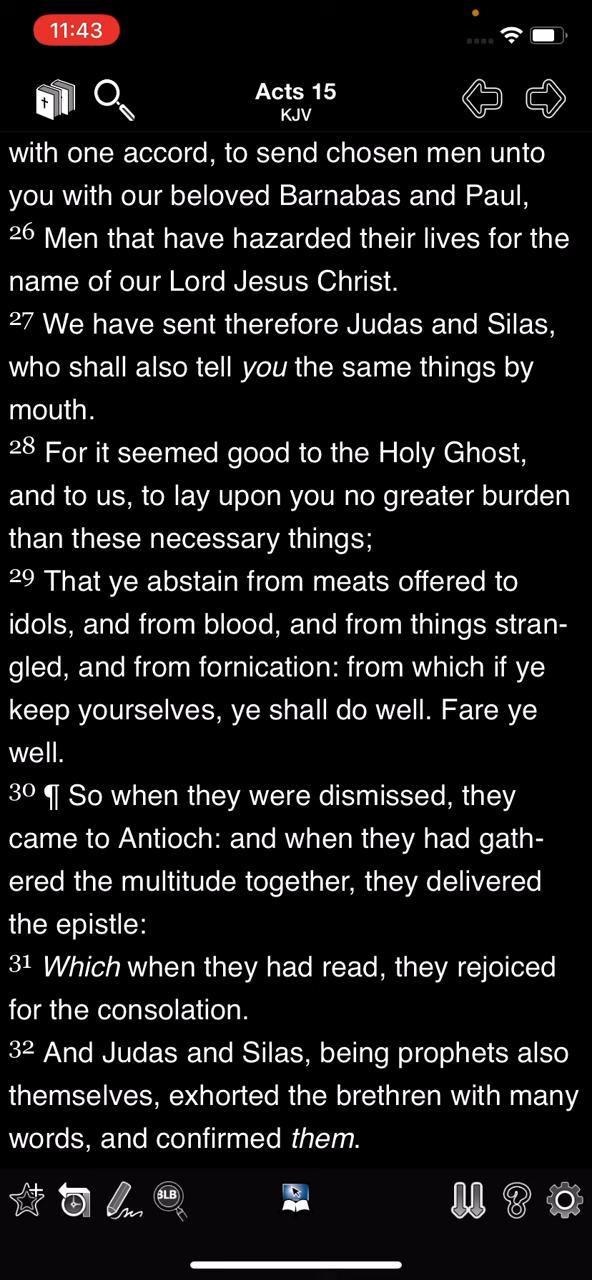 11:43
Acts 15
KJV
with one accord, to send chosen men unto
you with our beloved Barnabas and Paul,
26 Men that have hazarded their lives for the
name of our Lord Jesus Christ.
27 We have sent therefore Judas and Silas,
who shall also tell you the same things by
mouth.
28 For it seemed good to the Holy Ghost,
and to us, to lay upon you no greater burden
than these necessary things;
29 That ye abstain from meats offered to
idols, and from blood, and from things stran-
gled, and from fornication: from which if ye
keep yourselves, ye shall do well. Fare ye
well.
30 ¶ So when they were dismissed, they
came to Antioch: and when they had gath-
ered the multitude together, they delivered
the epistle:
31 Which when they had read, they rejoiced
for the consolation.
32 And Judas and Silas, being prophets also
themselves, exhorted the brethren with many
words, and confirmed them.
BLB